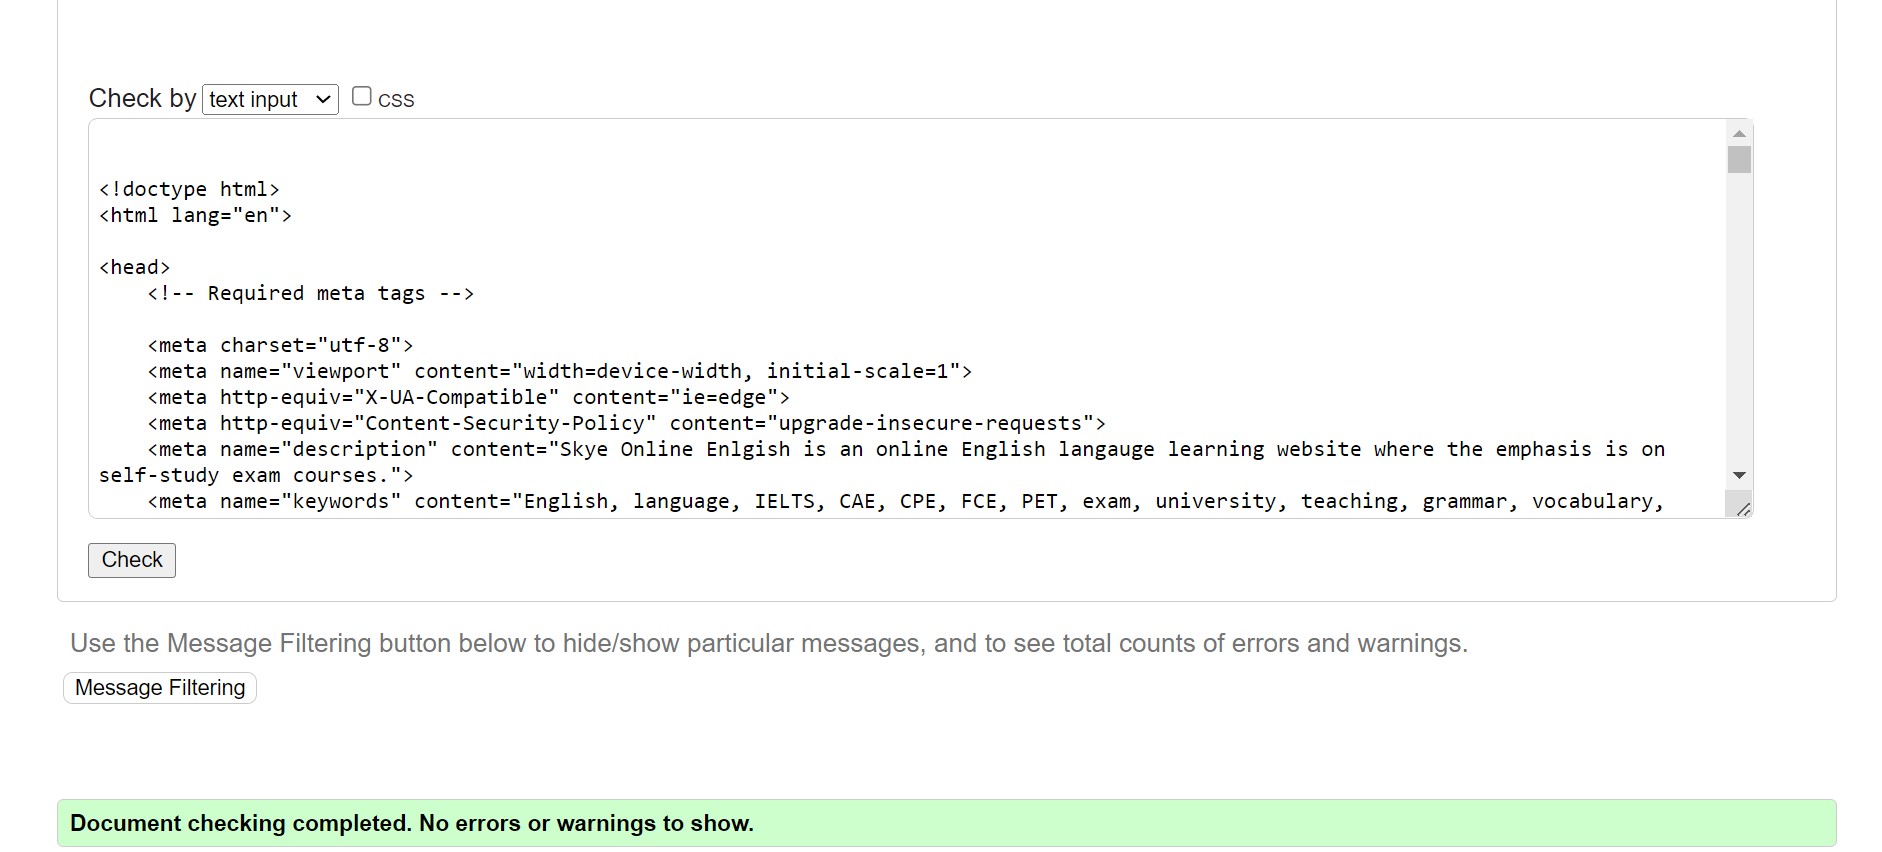 Check by text input css
<!doctype html>
<html lang="en">
<head>
<!-- Required meta tags -->
<meta charset="utf-8">
<meta name="viewport" content="width=device-width, initial-scale=1">
<meta http-equiv="X-UA-Compatible" content="ie=edge">
<meta http-equiv="Content-Security-Policy" content="upgrade-insecure-requests">
<meta name="description" content="Skye Online Enlgish is an online English langauge learning website where the emphasis is on
self-study exam courses.">
<meta name="keywords" content="English, language, IELTS, CAE, CPE, FCE, PET, exam, university, teaching, grammar, vocabulary,
Check
Use the Message Filtering button below to hide/show particular messages, and to see total counts of errors and warnings.
Message Filtering
Document checking completed. No errors or warnings to show.